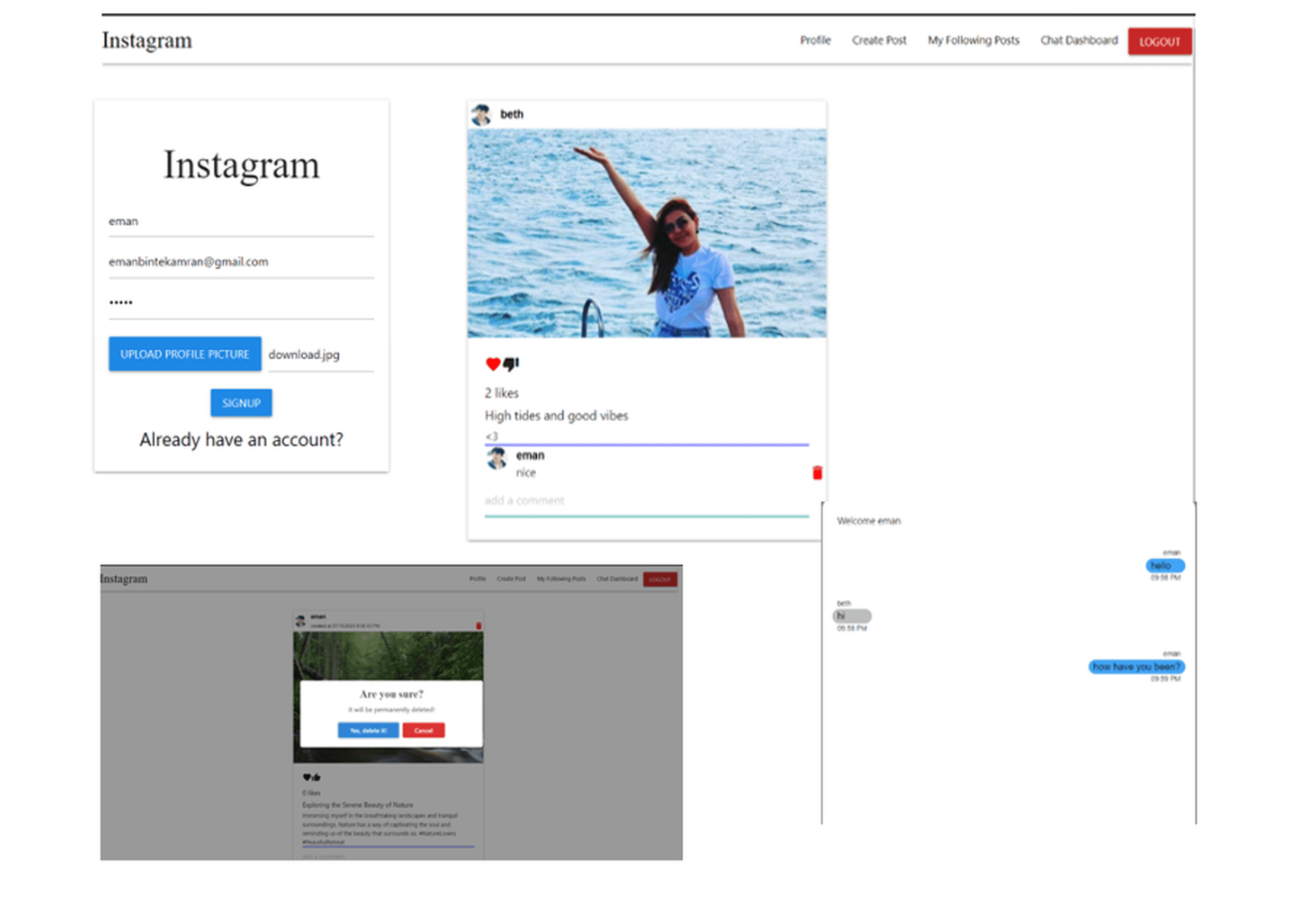 Instagram
Profile Create Post My Following Posts Chat Dashboard LOGOUT
Instagram
eman
emanbintekamran@gmail.com
•••••
UPLOAD PROFILE PICTURE download.jpg
SIGNUP
Already have an account?
beth
2 likes
High tides and good vibes
<3
eman
nice
add a comment
Welcome eman
eman
hello
09:58 PM
beth
hi
09:58 PM
eman
how have you been?
09:59 PM
Instagram
Profile Create Post My Following Posts Chat Dashboard LOGOUT
eman
created at
Are you sure?
It will be permanently deleted!
Yes, delete it! Cancel
0 likes
Exploring the Serene Beauty of Nature
Immersing myself in the breathtaking landscapes and tranquil
surroundings. Nature has a way of captivating the soul and
reminding us of the beauty that surrounds us. #NatureLovers
#PeacefulRetreat
add a comment